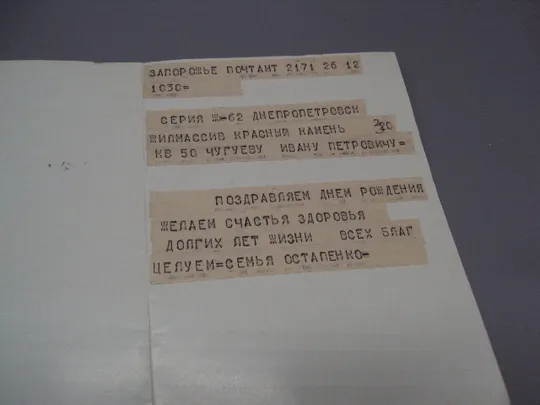 ЗАПОРОЖЬЕ ПОЧТАМТ 2171 26 12
1030=
СЕРИЯ Ж-62 ДНЕПРОПЕТРОВСК
ЖИЛМАССИВ КРАСНЫЙ КАМЕНЬ
КВ 50 ЧУГУЕВУ ИВАНУ ПЕТРОВИЧУ=
ПОЗДРАВЛЯЕМ ДНЕМ РОЖДЕНИЯ
ЖЕЛАЕМ СЧАСТЬЯ ЗДОРОВЬЯ
ДОЛГИХ ЛЕТ ЖИЗНИ ВСЕХ БЛАГ
ЦЕЛУЕМ=СЕМЬЯ ОСТАПЕНКО=